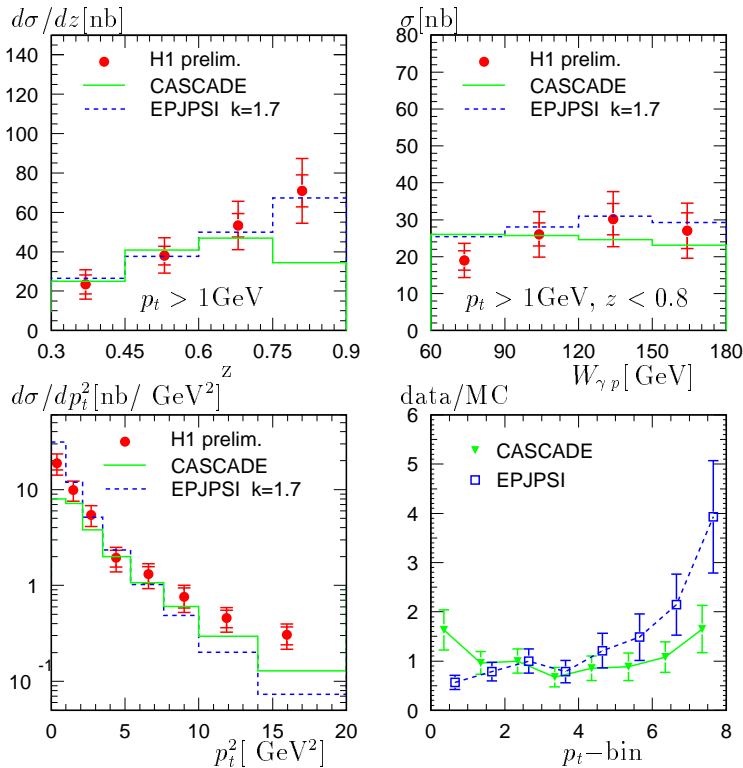 dσ/dz[nb]
140
120
100
80
60
40
20
0
H1 prelim.
CASCADE
EPJPSI k=1.7
p_t > 1GeV
0.3 0.45 0.6 0.75 0.9
z
σ[nb]
80
70
60
50
40
30
20
10
0
H1 prelim.
CASCADE
EPJPSI k=1.7
p_t > 1GeV, z < 0.8
60 90 120 150 180
W_{γ p}[ GeV]
dσ/dp_t^2[nb/ GeV^2]
10
1
10^{-1}
H1 prelim.
CASCADE
EPJPSI k=1.7
0 5 10 15 20
p_t^2[ GeV^2]
data/MC
6
5
4
3
2
1
0
CASCADE
EPJPSI
0 2 4 6 8
p_t−bin